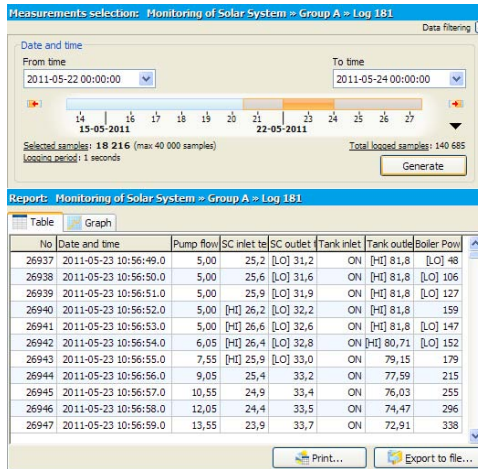 Measurements selection: Monitoring of Solar System » Group A » Log 181
Data filtering
Date and time
From time To time
2011-05-22 00:00:00 2011-05-24 00:00:00
14 16 17 18 19 20 21 23 24 25 26 27
15-05-2011 22-05-2011
Selected samples: 18 216 (max 40 000 samples) Total logged samples: 140 685
Logging period: 1 seconds
Generate
Report: Monitoring of Solar System » Group A » Log 181
Table Graph
No Date and time Pump flow SC inlet te SC outlet t Tank inlet Tank outle Boiler Pow
26937 2011-05-23 10:56:49.0 5,00 25,2 [LO] 31,2 ON [HI] 81,8 [LO] 48
26938 2011-05-23 10:56:50.0 5,00 25,6 [LO] 31,6 ON [HI] 81,8 [LO] 106
26939 2011-05-23 10:56:51.0 5,00 25,9 [LO] 31,9 ON [HI] 81,8 [LO] 127
26940 2011-05-23 10:56:52.0 5,00 [HI] 26,2 [LO] 32,2 ON [HI] 81,8 159
26941 2011-05-23 10:56:53.0 5,00 [HI] 26,6 [LO] 32,6 ON [HI] 81,8 [LO] 147
26942 2011-05-23 10:56:54.0 6,05 [HI] 26,4 [LO] 32,8 ON [HI] 80,71 [LO] 152
26943 2011-05-23 10:56:55.0 7,55 [HI] 25,9 [LO] 33,0 ON 79,15 179
26944 2011-05-23 10:56:56.0 9,05 25,4 33,2 ON 77,59 215
26945 2011-05-23 10:56:57.0 10,55 24,9 33,4 ON 76,03 255
26946 2011-05-23 10:56:58.0 12,05 24,4 33,5 ON 74,47 296
26947 2011-05-23 10:56:59.0 13,55 23,9 33,7 ON 72,91 338
Print... Export to file...